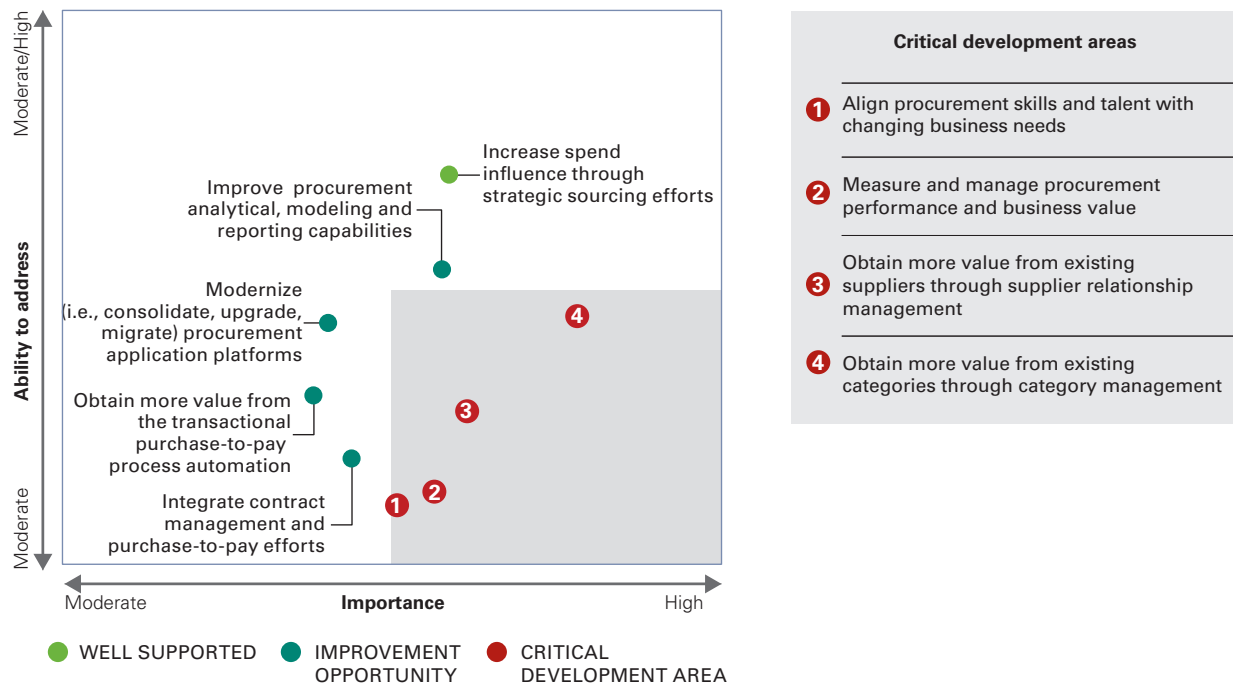 Moderate/High
Ability to address
Moderate
Increase spend
influence through
strategic sourcing efforts
Improve procurement
analytical, modeling and
reporting capabilities
Modernize
(i.e., consolidate, upgrade,
migrate) procurement
application platforms
Obtain more value from
the transactional
purchase-to-pay
process automation
Integrate contract
management and
purchase-to-pay efforts
4
3
2
1
Moderate
Importance
High
WELL SUPPORTED
IMPROVEMENT
OPPORTUNITY
CRITICAL
DEVELOPMENT AREA
Critical development areas
1 Align procurement skills and talent with
changing business needs
2 Measure and manage procurement
performance and business value
3 Obtain more value from existing
suppliers through supplier relationship
management
4 Obtain more value from existing
categories through category management